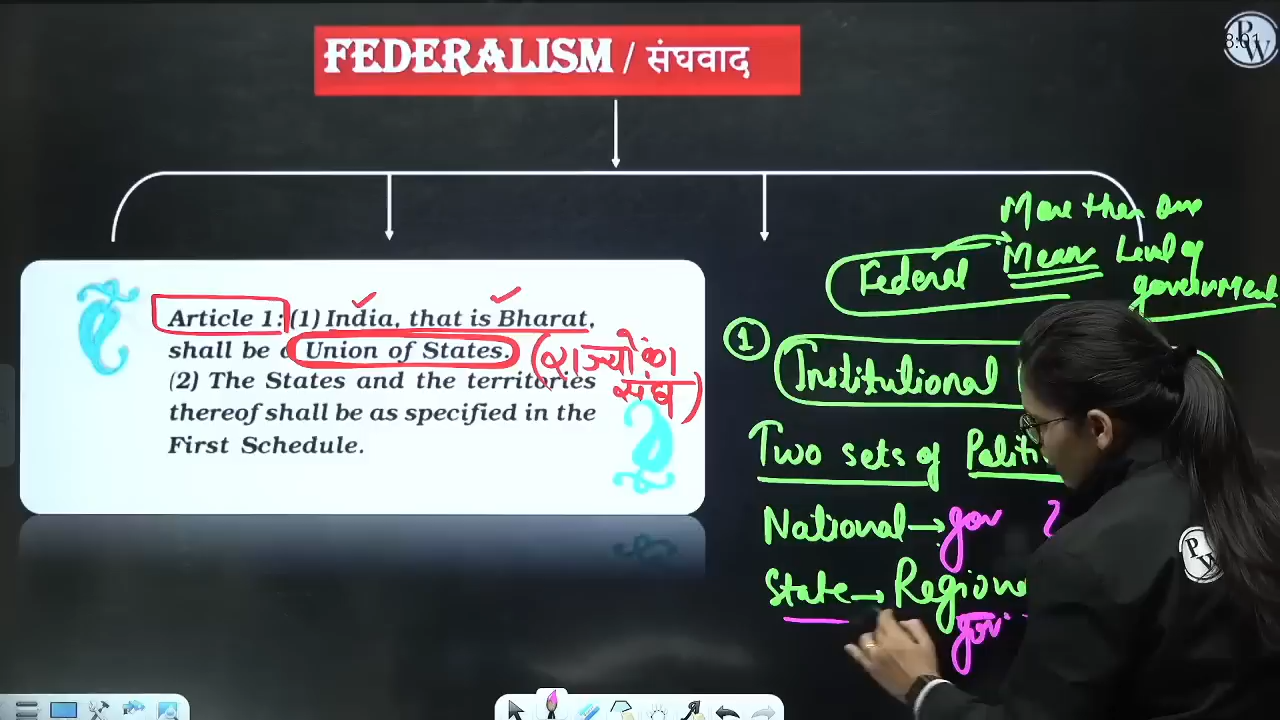 FEDERALISM / संघवाद
PW
More than one
Federal Mean Level of
government
Article 1: (1) India, that is Bharat,
shall be a Union of States.
(राज्यों का
संघ)
(2) The States and the territories
thereof shall be as specified in the
First Schedule.
1
Institutional
Two sets of
National → gov
State → Regional
gov
PW